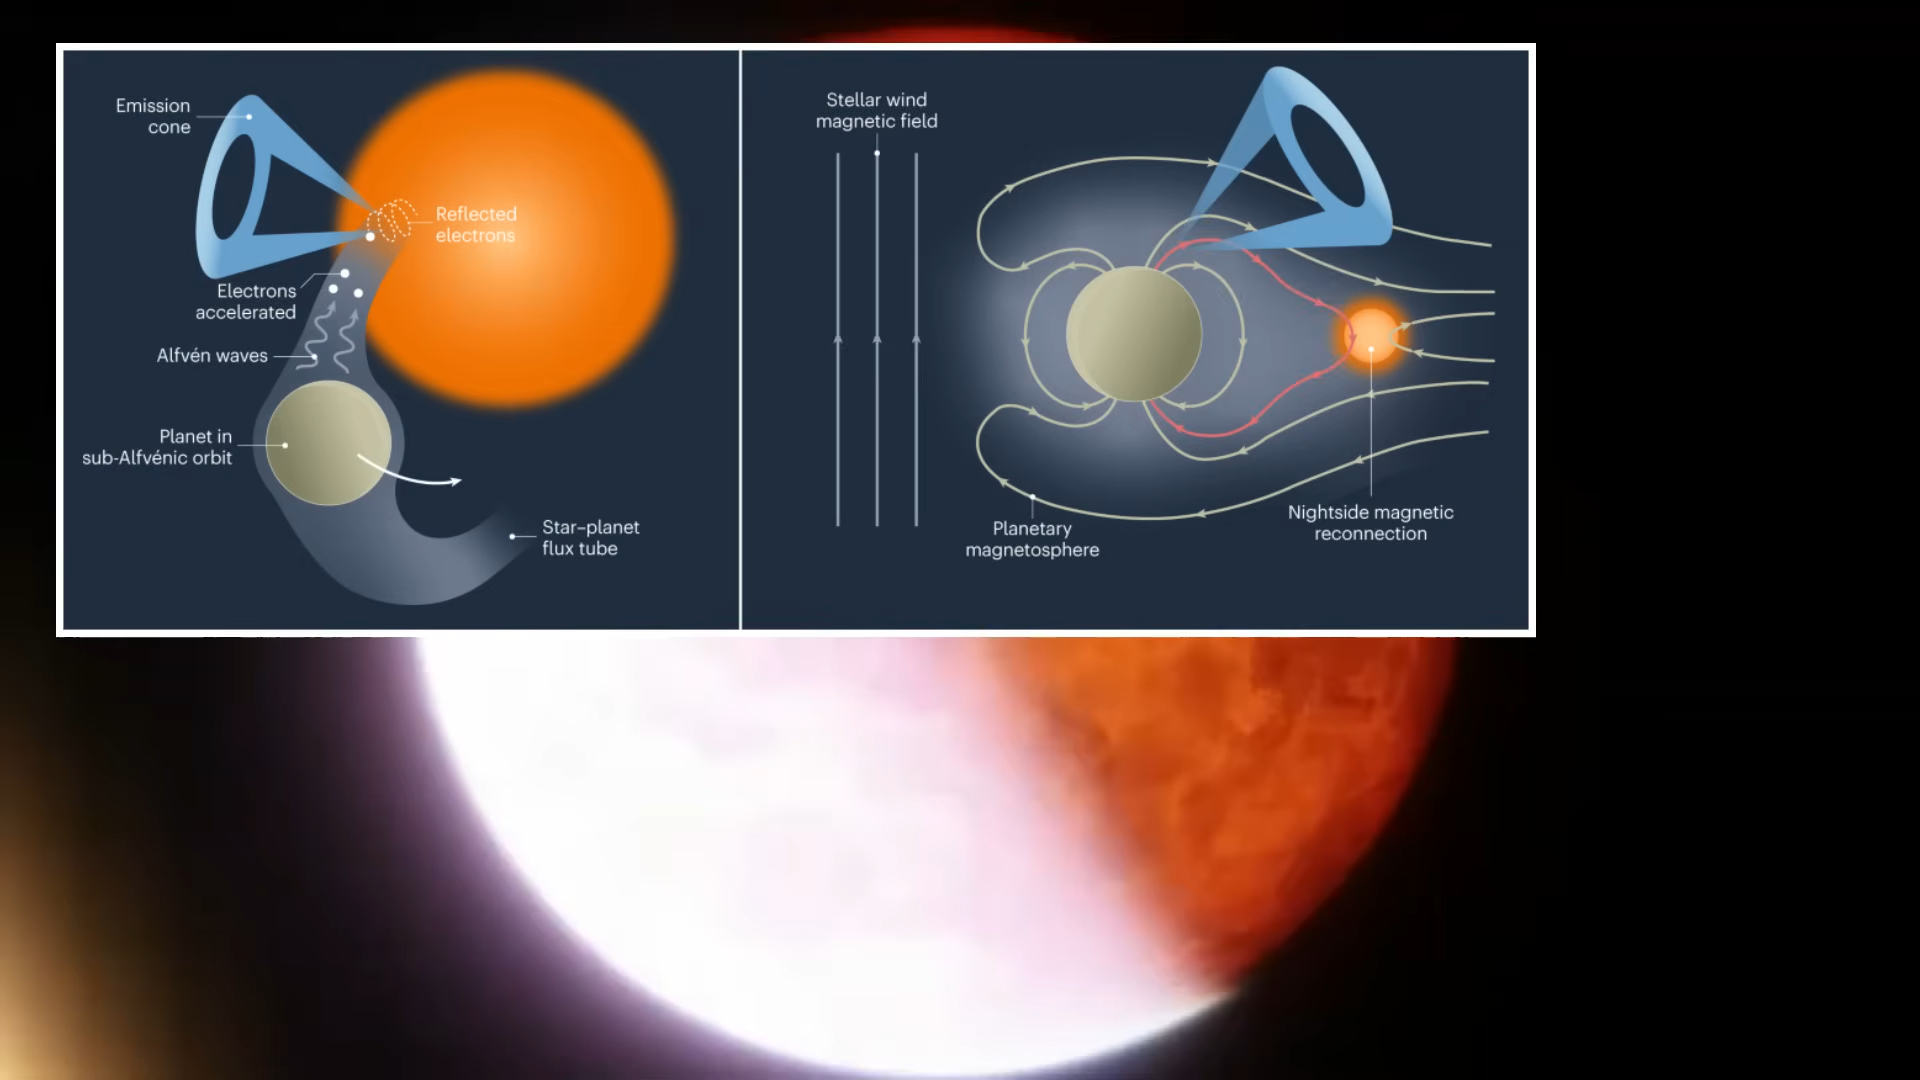 Emission
cone
Reflected
electrons
Electrons
accelerated
Alfvén waves
Planet in
sub-Alfvénic orbit
Star–planet
flux tube
Stellar wind
magnetic field
Planetary
magnetosphere
Nightside magnetic
reconnection